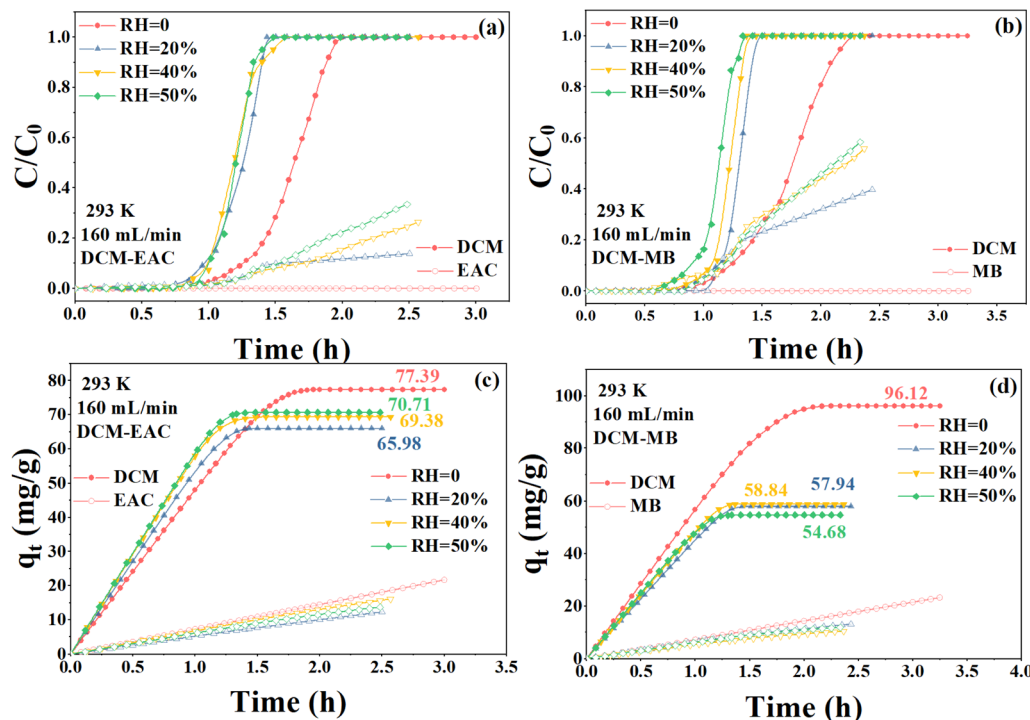 (a)
RH=0
RH=20%
RH=40%
RH=50%
293 K
160 mL/min
DCM-EAC
DCM
EAC
C/C0
1.0
0.8
0.6
0.4
0.2
0.0
0.0 0.5 1.0 1.5 2.0 2.5 3.0
Time (h)
(b)
RH=0
RH=20%
RH=40%
RH=50%
293 K
160 mL/min
DCM-MB
DCM
MB
C/C0
1.0
0.8
0.6
0.4
0.2
0.0
0.0 0.5 1.0 1.5 2.0 2.5 3.0 3.5
Time (h)
(c)
293 K
160 mL/min
DCM-EAC
77.39
70.71
69.38
65.98
DCM
EAC
RH=0
RH=20%
RH=40%
RH=50%
qt (mg/g)
80
70
60
50
40
30
20
10
0
0.0 0.5 1.0 1.5 2.0 2.5 3.0 3.5
Time (h)
(d)
293 K
160 mL/min
DCM-MB
96.12
DCM
MB
RH=0
RH=20%
RH=40%
RH=50%
58.84
57.94
54.68
qt (mg/g)
100
80
60
40
20
0
0.0 0.5 1.0 1.5 2.0 2.5 3.0 3.5 4.0
Time (h)